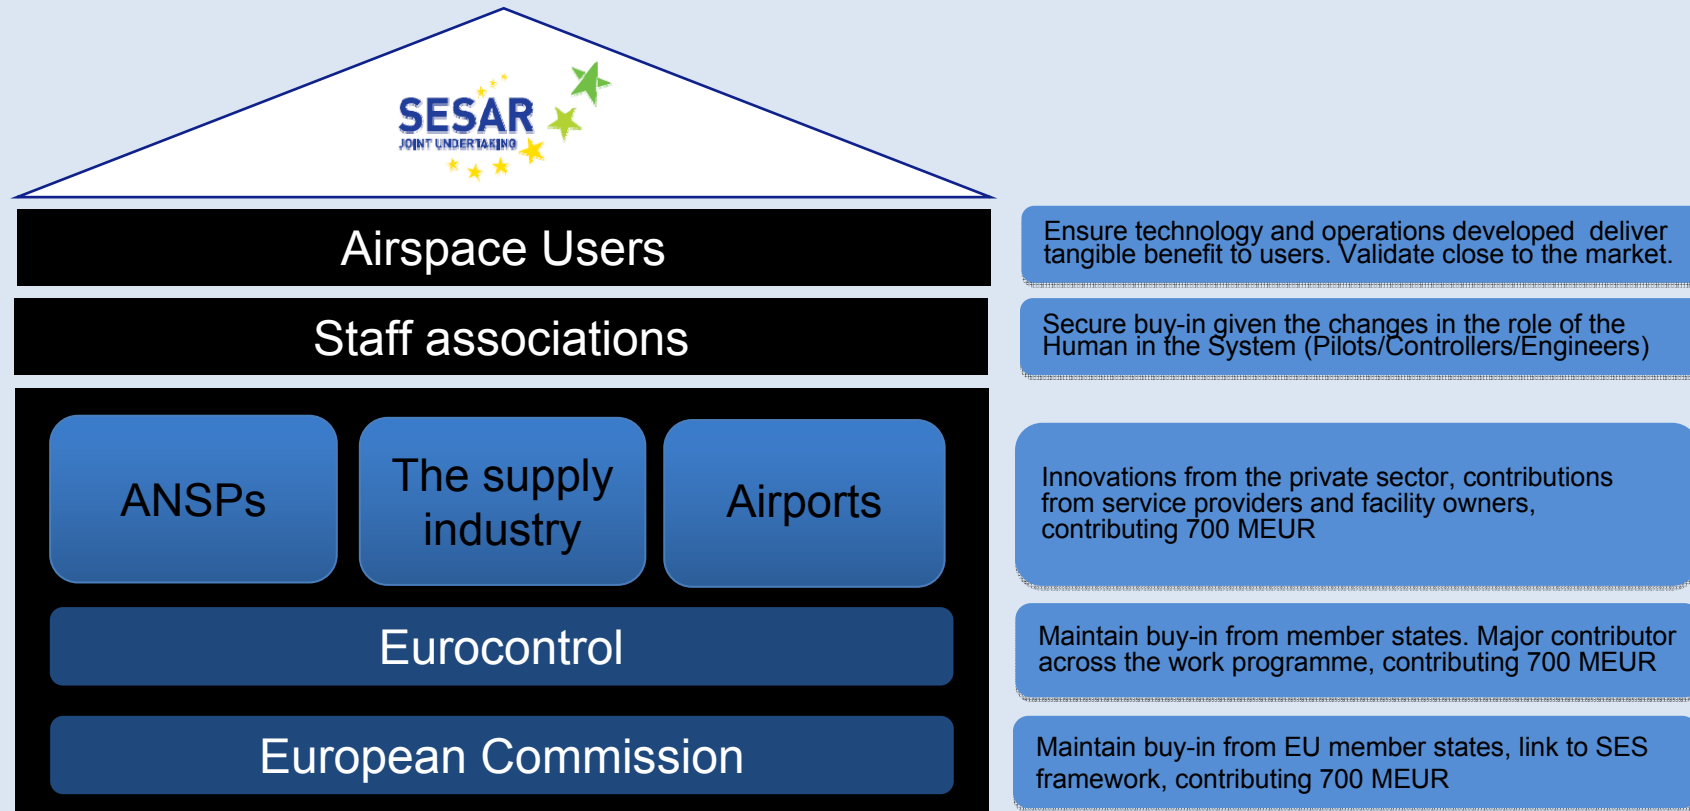 SESAR
JOINT UNDERTAKING
Airspace Users
Ensure technology and operations developed deliver
tangible benefit to users. Validate close to the market.
Staff associations
Secure buy-in given the changes in the role of the
Human in the System (Pilots/Controllers/Engineers)
ANSPs
The supply
industry
Airports
Innovations from the private sector, contributions
from service providers and facility owners,
contributing 700 MEUR
Eurocontrol
Maintain buy-in from member states. Major contributor
across the work programme, contributing 700 MEUR
European Commission
Maintain buy-in from EU member states, link to SES
framework, contributing 700 MEUR